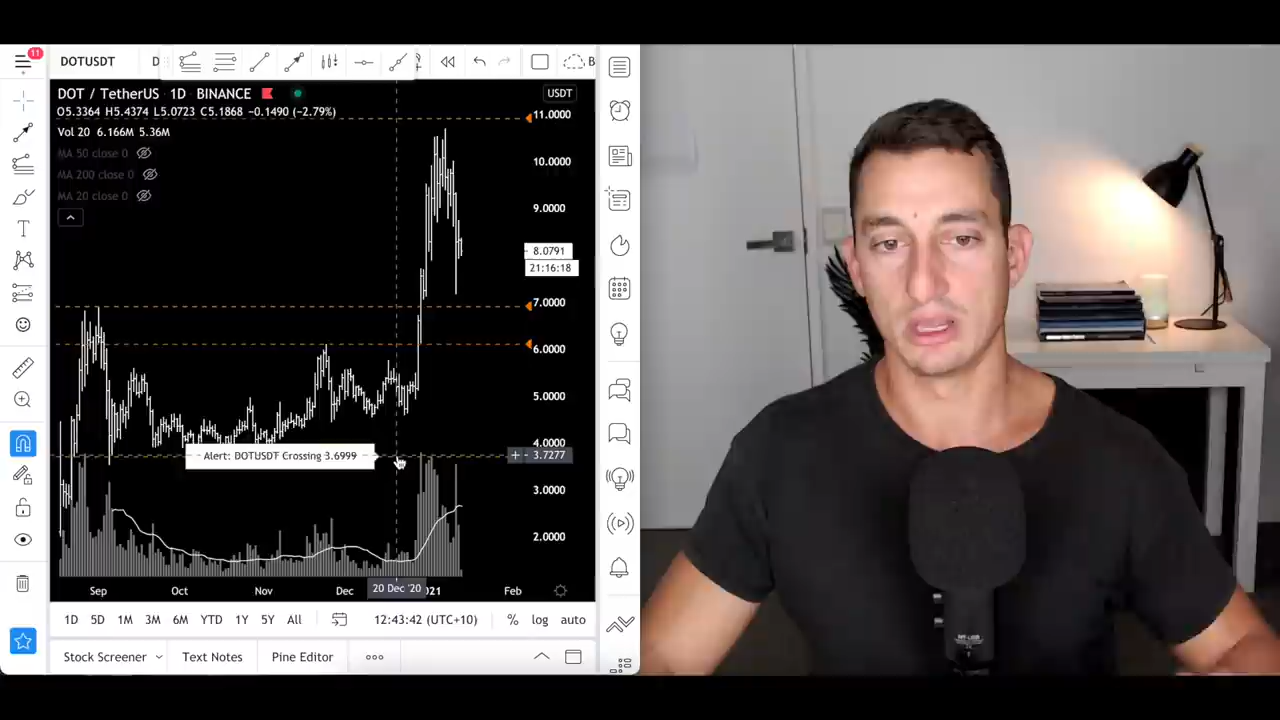 11
DOTUSDT
D
B
DOT / TetherUS 1D BINANCE
USDT
O5.3364 H5.4374 L5.0723 C5.1868 −0.1490 (−2.79%)
Vol 20 6.166M 5.36M
MA 50 close 0
MA 200 close 0
MA 20 close 0
11.0000
10.0000
9.0000
8.0791
21:16:18
7.0000
6.0000
5.0000
4.0000
Alert: DOTUSDT Crossing 3.6999
+ 3.7277
3.0000
2.0000
Sep
Oct
Nov
Dec
20 Dec '20
021
Feb
1D 5D 1M 3M 6M YTD 1Y 5Y All
12:43:42 (UTC+10)
% log auto
Stock Screener
Text Notes
Pine Editor